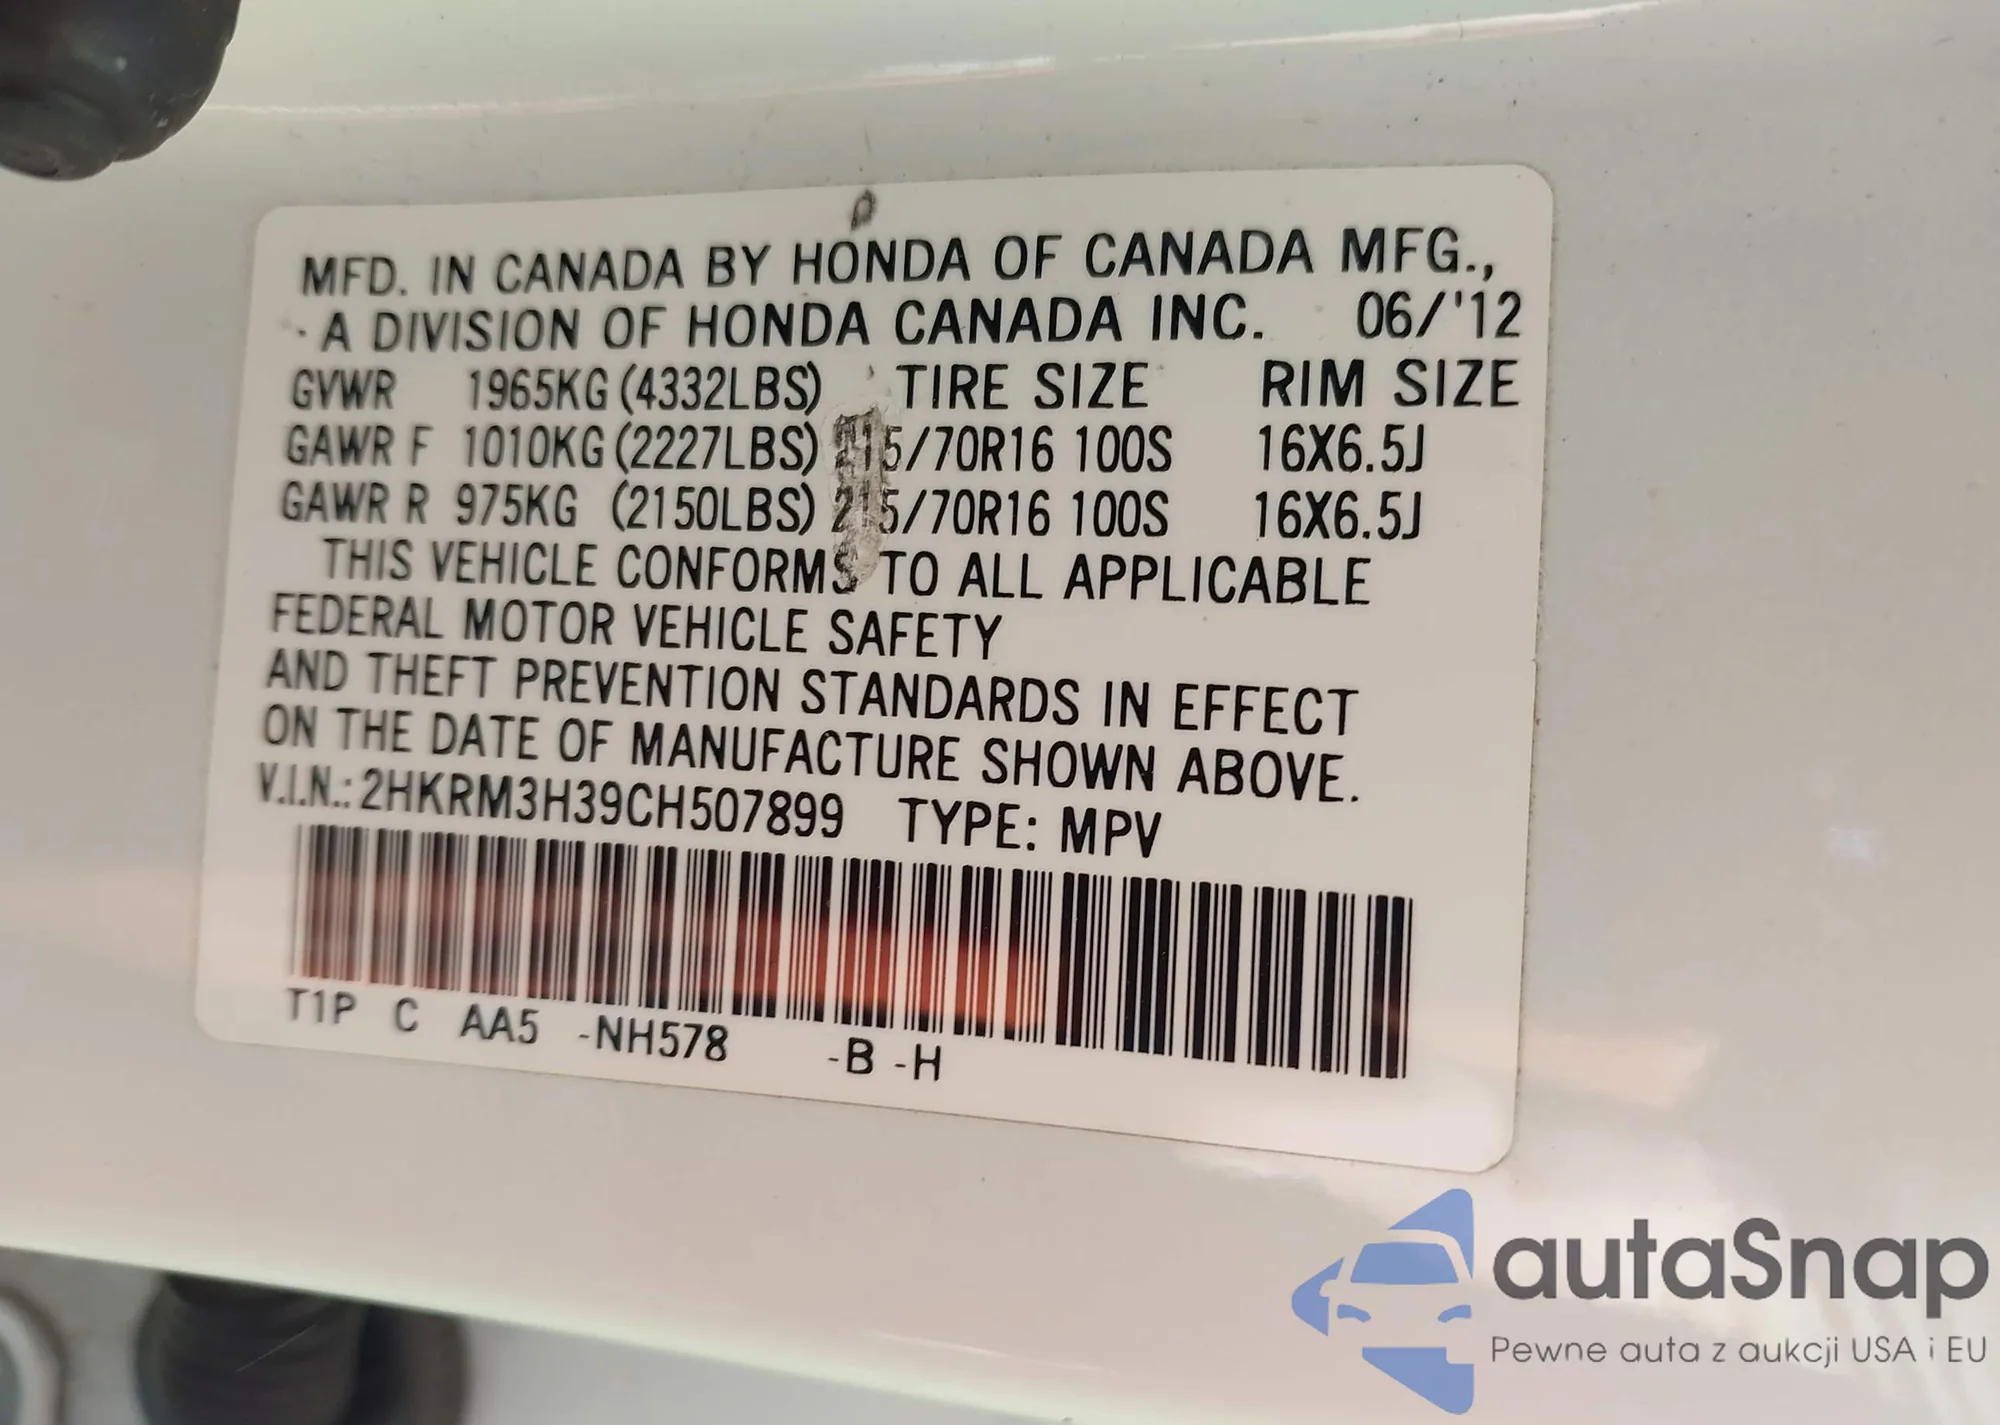 MFD. IN CANADA BY HONDA OF CANADA MFG.,
A DIVISION OF HONDA CANADA INC. 06/'12
GVWR 1965KG (4332LBS) TIRE SIZE RIM SIZE
GAWR F 1010KG (2227LBS) 215/70R16 100S 16X6.5J
GAWR R 975KG (2150LBS) 215/70R16 100S 16X6.5J
THIS VEHICLE CONFORMS TO ALL APPLICABLE
FEDERAL MOTOR VEHICLE SAFETY
AND THEFT PREVENTION STANDARDS IN EFFECT
ON THE DATE OF MANUFACTURE SHOWN ABOVE.
V.I.N.: 2HKRM3H39CH507899 TYPE: MPV
T1P C AA5 -NH578 -B -H
autaSnap
Pewne auta z aukcji USA i EU